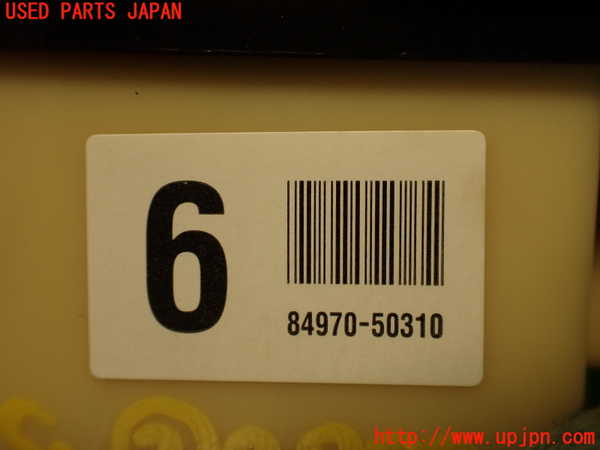 USED PARTS JAPAN
6
84970-50310
http://www.upjpn.com